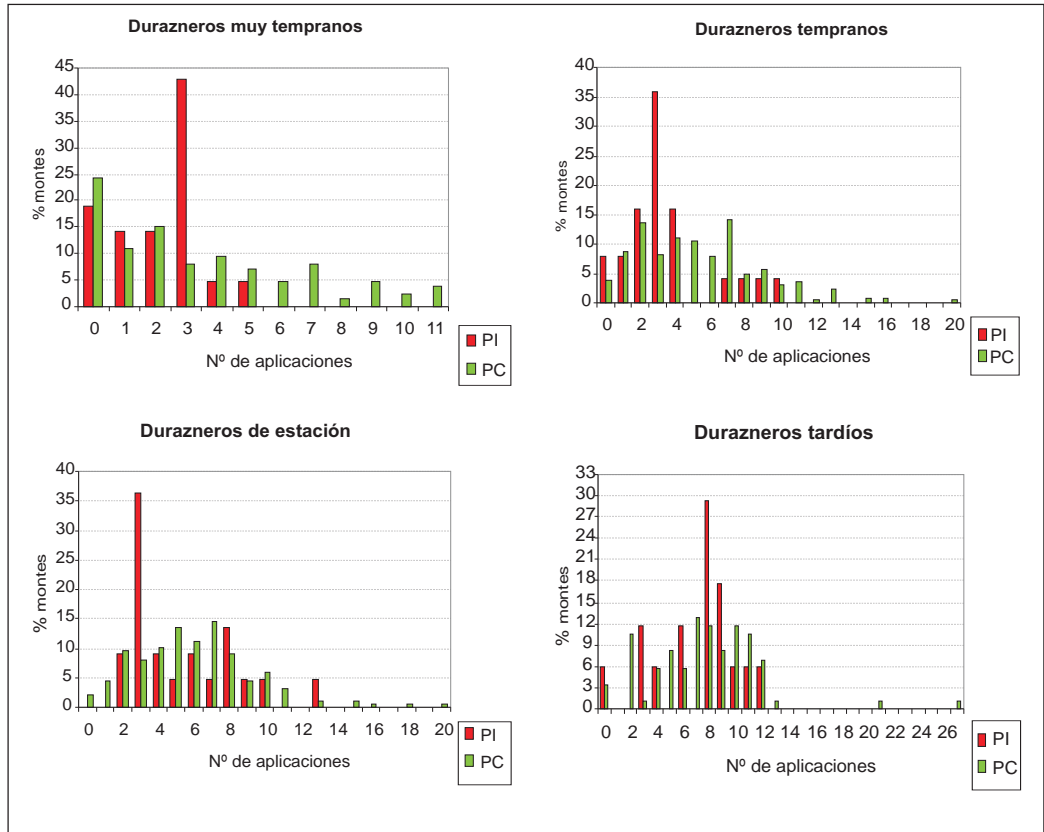 Durazneros muy tempranos
45
40
35
30
25
20
15
10
5
0
% montes
0 1 2 3 4 5 6 7 8 9 10 11
Nº de aplicaciones
PI
PC
Durazneros tempranos
40
35
30
25
20
15
10
5
0
% montes
0 2 4 6 8 10 12 14 16 18 20
Nº de aplicaciones
PI
PC
Durazneros de estación
40
35
30
25
20
15
10
5
0
% montes
0 2 4 6 8 10 12 14 16 18 20
Nº de aplicaciones
PI
PC
Durazneros tardíos
33
30
27
24
21
18
15
12
9
6
3
0
% montes
0 2 4 6 8 10 12 14 16 18 20 22 24 26
Nº de aplicaciones
PI
PC